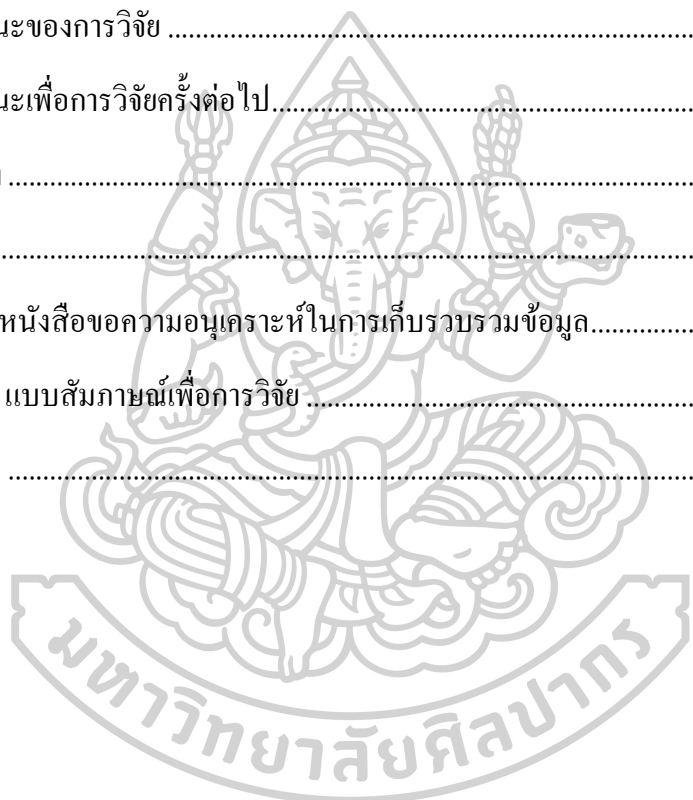 นะของการวิจัย ...........................................................................
นะเพื่อการวิจัยครั้งต่อไป............................................................
...........................................................................
...........................................................................
หนังสือขอความอนุเคราะห์ในการเก็บรวบรวมข้อมูล...............
แบบสัมภาษณ์เพื่อการวิจัย .......................................................
...........................................................................
มหาวิทยาลัยศิลปากร